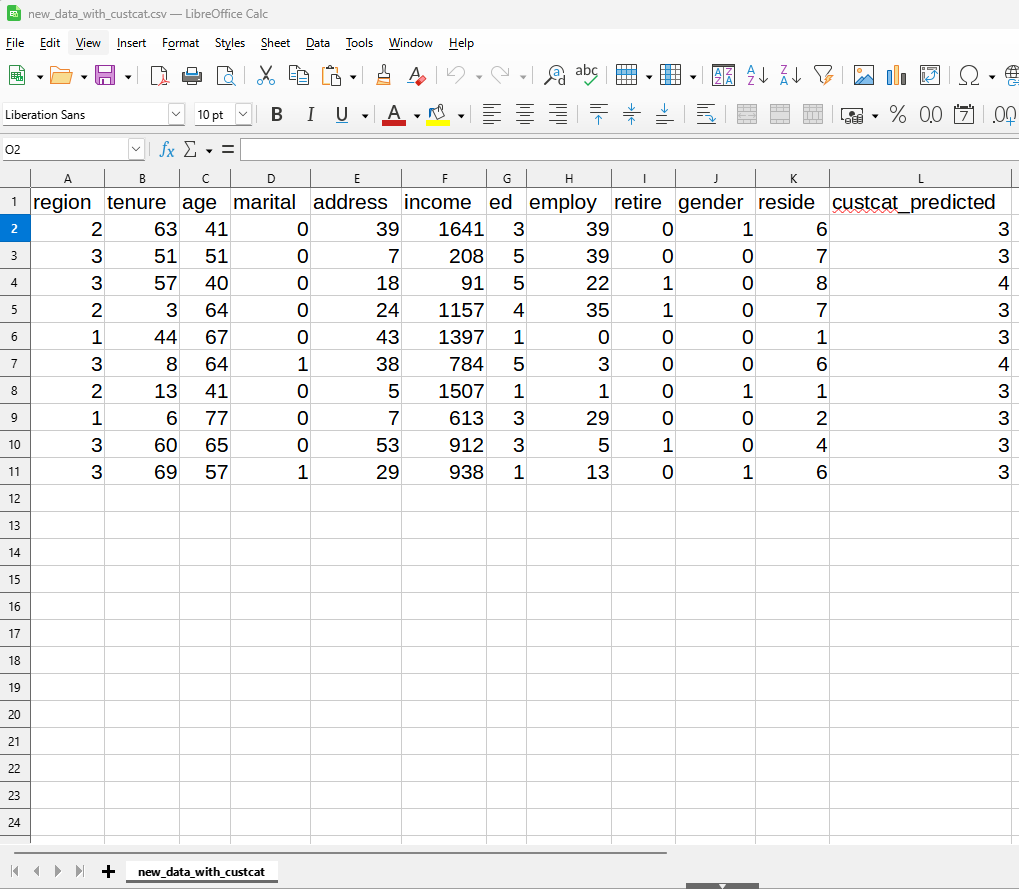 new_data_with_custcat.csv — LibreOffice Calc
File Edit View Insert Format Styles Sheet Data Tools Window Help
abc
Liberation Sans 10 pt B I U A % 0.0 7 .00
O2 fx Σ =
A B C D E F G H I J K L
1 region tenure age marital address income ed employ retire gender reside custcat_predicted
2 2 63 41 0 39 1641 3 39 0 1 6 3
3 3 51 51 0 7 208 5 39 0 0 7 3
4 3 57 40 0 18 91 5 22 1 0 8 4
5 2 3 64 0 24 1157 4 35 1 0 7 3
6 1 44 67 0 43 1397 1 0 0 0 1 3
7 3 8 64 1 38 784 5 3 0 0 6 4
8 2 13 41 0 5 1507 1 1 0 1 1 3
9 1 6 77 0 7 613 3 29 0 0 2 3
10 3 60 65 0 53 912 3 5 1 0 4 3
11 3 69 57 1 29 938 1 13 0 1 6 3
12
13
14
15
16
17
18
19
20
21
22
23
24
new_data_with_custcat